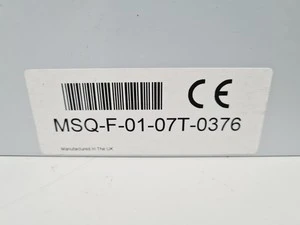 CE
MSQ-F-01-07T-0376
Manufactured In The UK